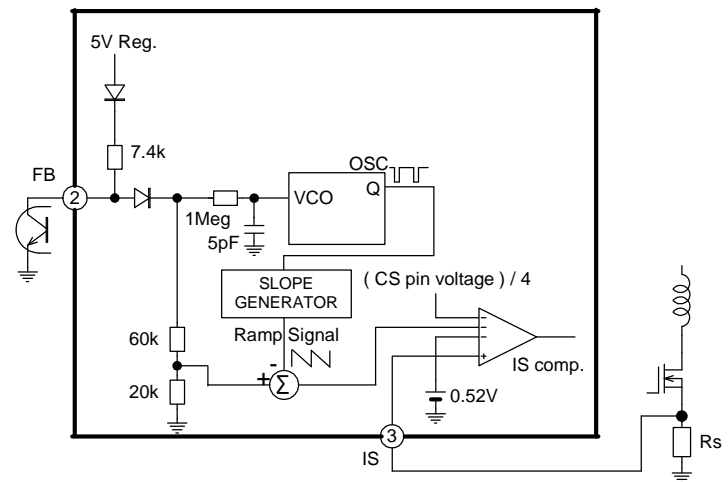 5V Reg.
7.4k
FB
2
OSC
VCO
Q
1Meg
5pF
SLOPE
GENERATOR
( CS pin voltage ) / 4
Ramp Signal
60k
-
+
Σ
20k
−
−
−
+
IS comp.
0.52V
3
IS
Rs